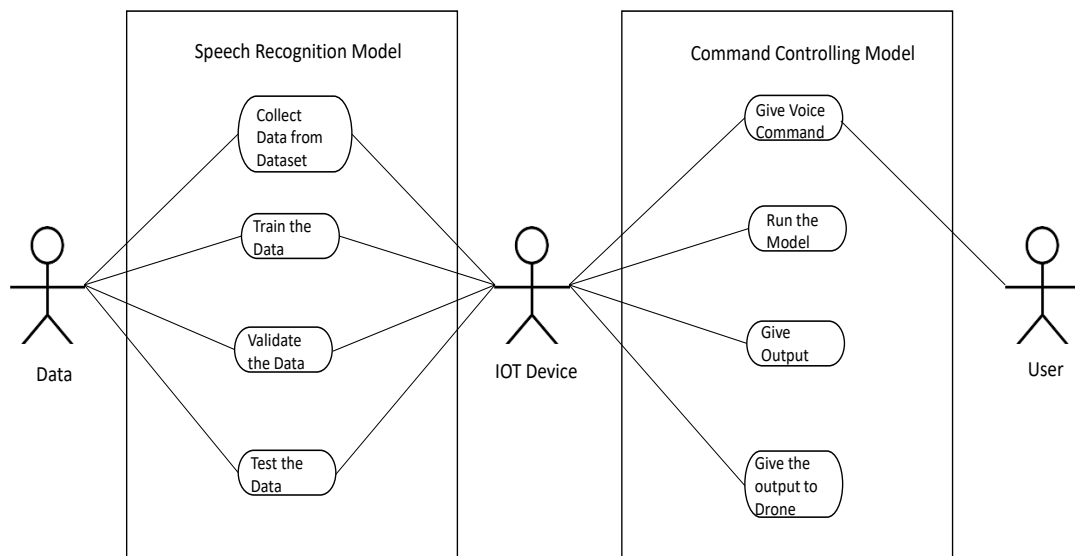 Speech Recognition Model
Collect
Data from
Dataset
Train the
Data
Validate
the Data
Test the
Data
Command Controlling Model
Give Voice
Command
Run the
Model
Give
Output
Give the
output to
Drone
Data
IOT Device
User